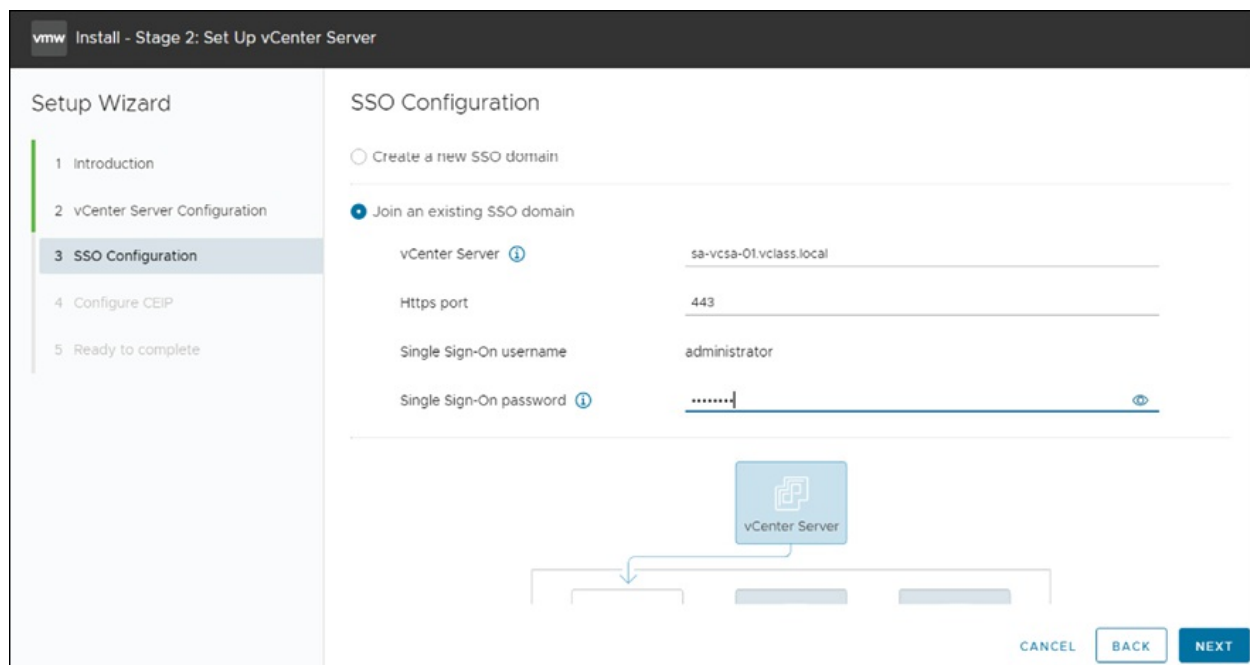 vmw Install - Stage 2: Set Up vCenter Server
Setup Wizard
1 Introduction
2 vCenter Server Configuration
3 SSO Configuration
4 Configure CEIP
5 Ready to complete
SSO Configuration
Create a new SSO domain
Join an existing SSO domain
vCenter Server sa-vcsa-01.vclass.local
Https port 443
Single Sign-On username administrator
Single Sign-On password ••••••••
vCenter Server
CANCEL BACK NEXT